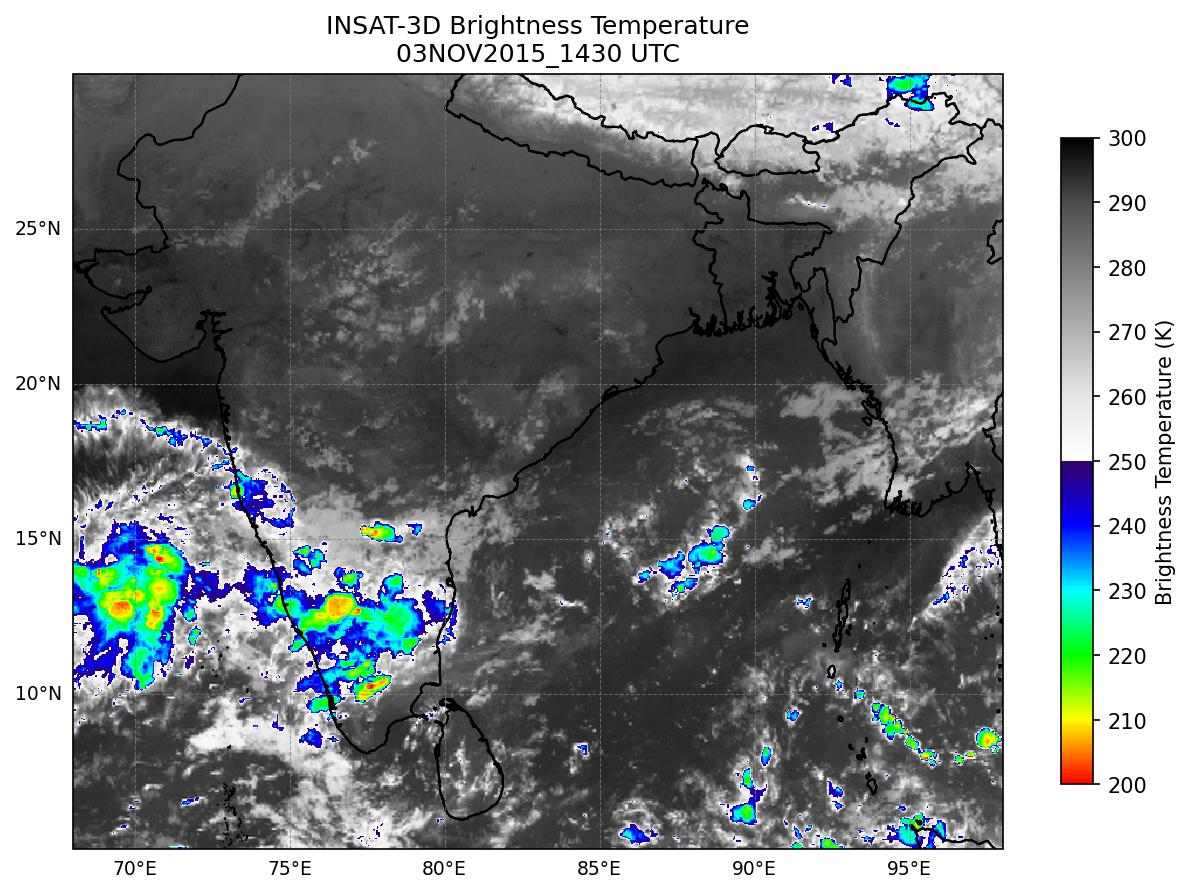 INSAT-3D Brightness Temperature
03NOV2015_1430 UTC
25°N
20°N
15°N
10°N
70°E
75°E
80°E
85°E
90°E
95°E
300
290
280
270
260
250
240
230
220
210
200
Brightness Temperature (K)